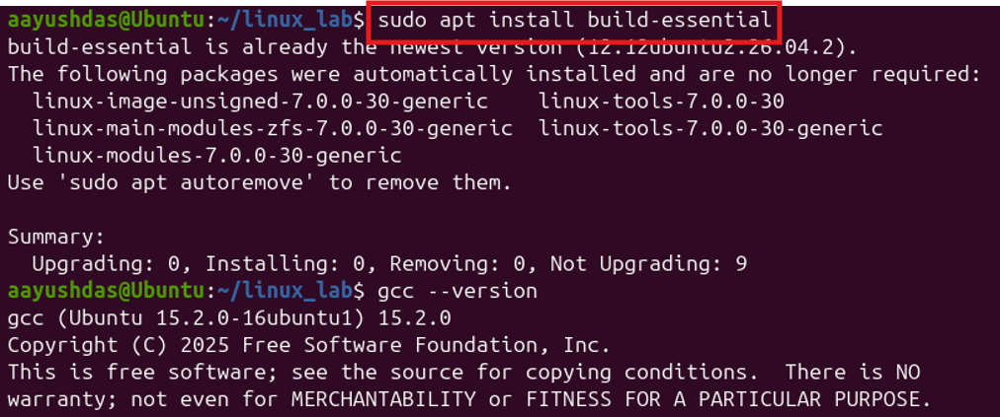 aayushdas@Ubuntu:~/linux_lab$ sudo apt install build-essential
build-essential is already the newest version (12.12ubuntu2.26.04.2).
The following packages were automatically installed and are no longer required:
  linux-image-unsigned-7.0.0-30-generic    linux-tools-7.0.0-30
  linux-main-modules-zfs-7.0.0-30-generic  linux-tools-7.0.0-30-generic
  linux-modules-7.0.0-30-generic
Use 'sudo apt autoremove' to remove them.

Summary:
  Upgrading: 0, Installing: 0, Removing: 0, Not Upgrading: 9
aayushdas@Ubuntu:~/linux_lab$ gcc --version
gcc (Ubuntu 15.2.0-16ubuntu1) 15.2.0
Copyright (C) 2025 Free Software Foundation, Inc.
This is free software; see the source for copying conditions.  There is NO
warranty; not even for MERCHANTABILITY or FITNESS FOR A PARTICULAR PURPOSE.